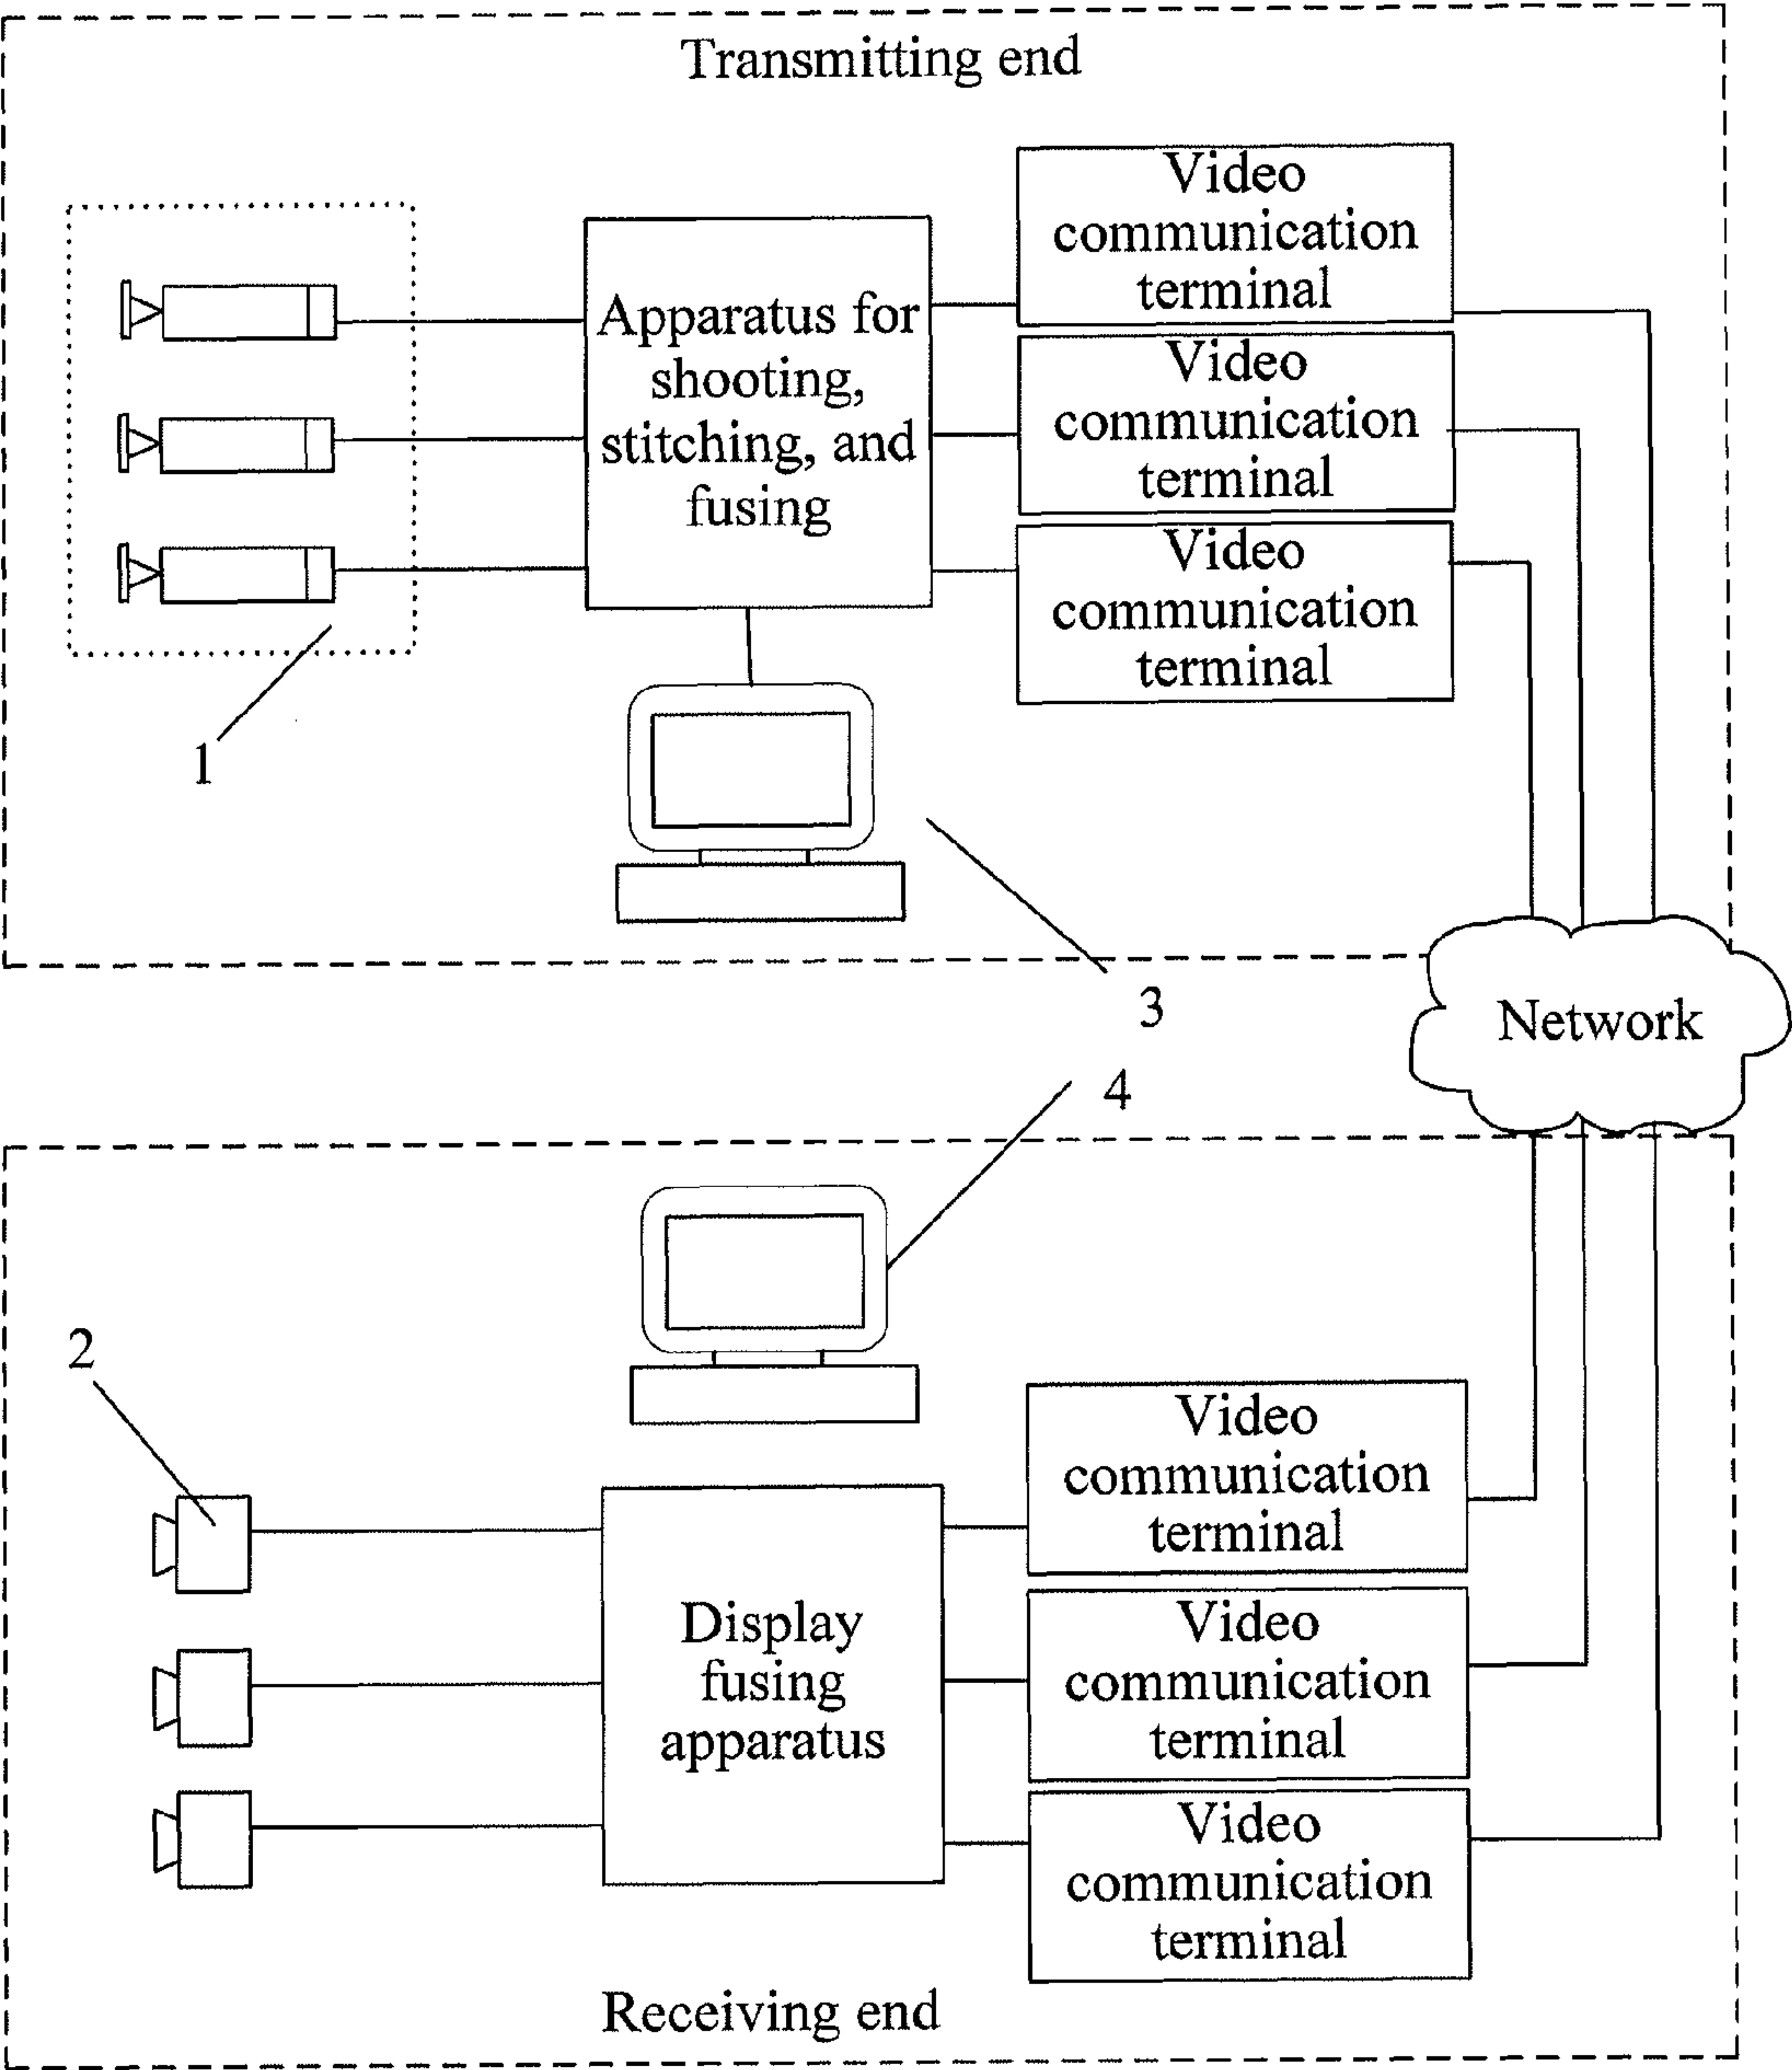 Transmitting end
Apparatus for
shooting,
stitching, and
fusing
Video
communication
terminal
Video
communication
terminal
Video
communication
terminal
1
3
Network
4
2
Display
fusing
apparatus
Video
communication
terminal
Video
communication
terminal
Video
communication
terminal
Receiving end